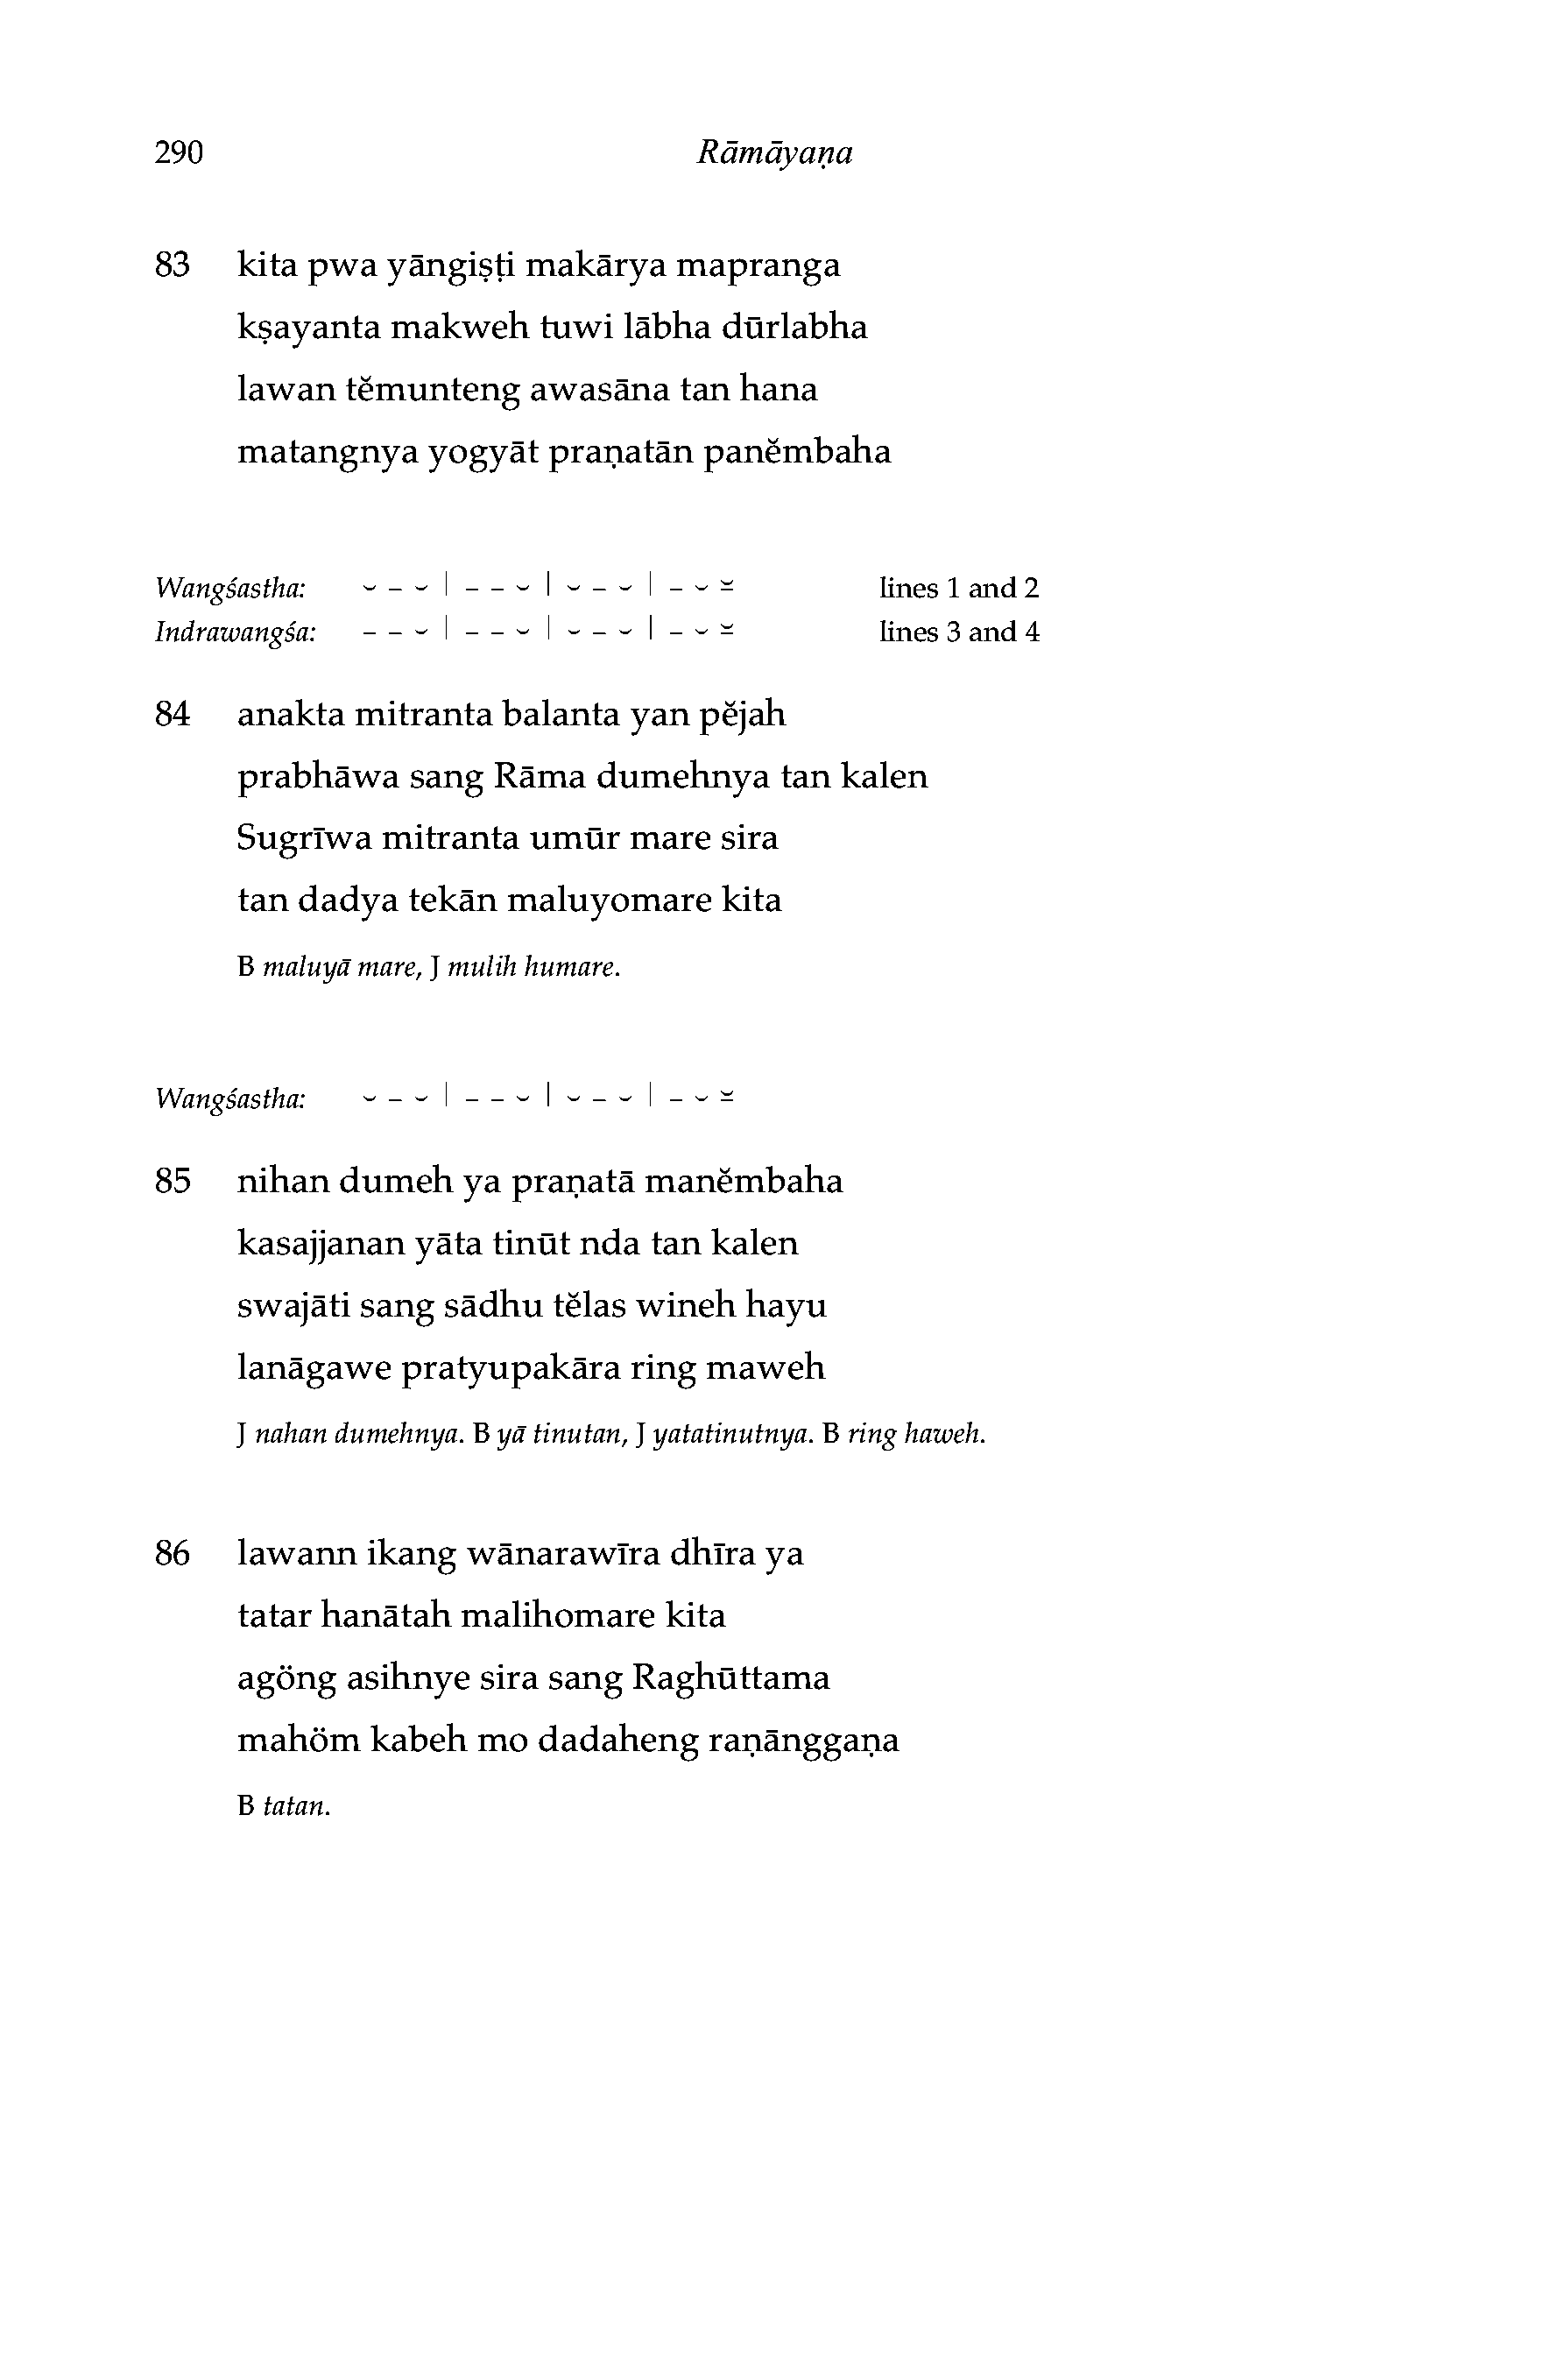 290 Rāmāyaṇa
83 kita pwa yāngiṣṭi makārya mapranga
kṣayanta makweh tuwi lābha dūrlabha
lawan tĕmunteng awasāna tan hana
matangnya yogyāt praṇatān panĕmbaha
Wangśastha: ⏑ – ⏑ | – – ⏑ | ⏑ – ⏑ | – ⏑ ⏓ lines 1 and 2
Indrawangśa: – – ⏑ | – – ⏑ | ⏑ – ⏑ | – ⏑ ⏓ lines 3 and 4
84 anakta mitranta balanta yan pĕjah
prabhāwa sang Rāma dumehnya tan kalen
Sugrīwa mitranta umūr mare sira
tan dadya tekān maluyomare kita
B maluyā mare, J mulih humare.
Wangśastha: ⏑ – ⏑ | – – ⏑ | ⏑ – ⏑ | – ⏑ ⏓
85 nihan dumeh ya praṇatā manĕmbaha
kasajjanan yāta tinūt nda tan kalen
swajāti sang sādhu tĕlas wineh hayu
lanāgawe pratyupakāra ring maweh
J nahan dumehnya. B yā tinutan, J yatatinutnya. B ring haweh.
86 lawann ikang wānarawīra dhīra ya
tatar hanātah malihomare kita
agöng asihnye sira sang Raghūttama
mahöm kabeh mo dadaheng raṇānggaṇa
B tatan.